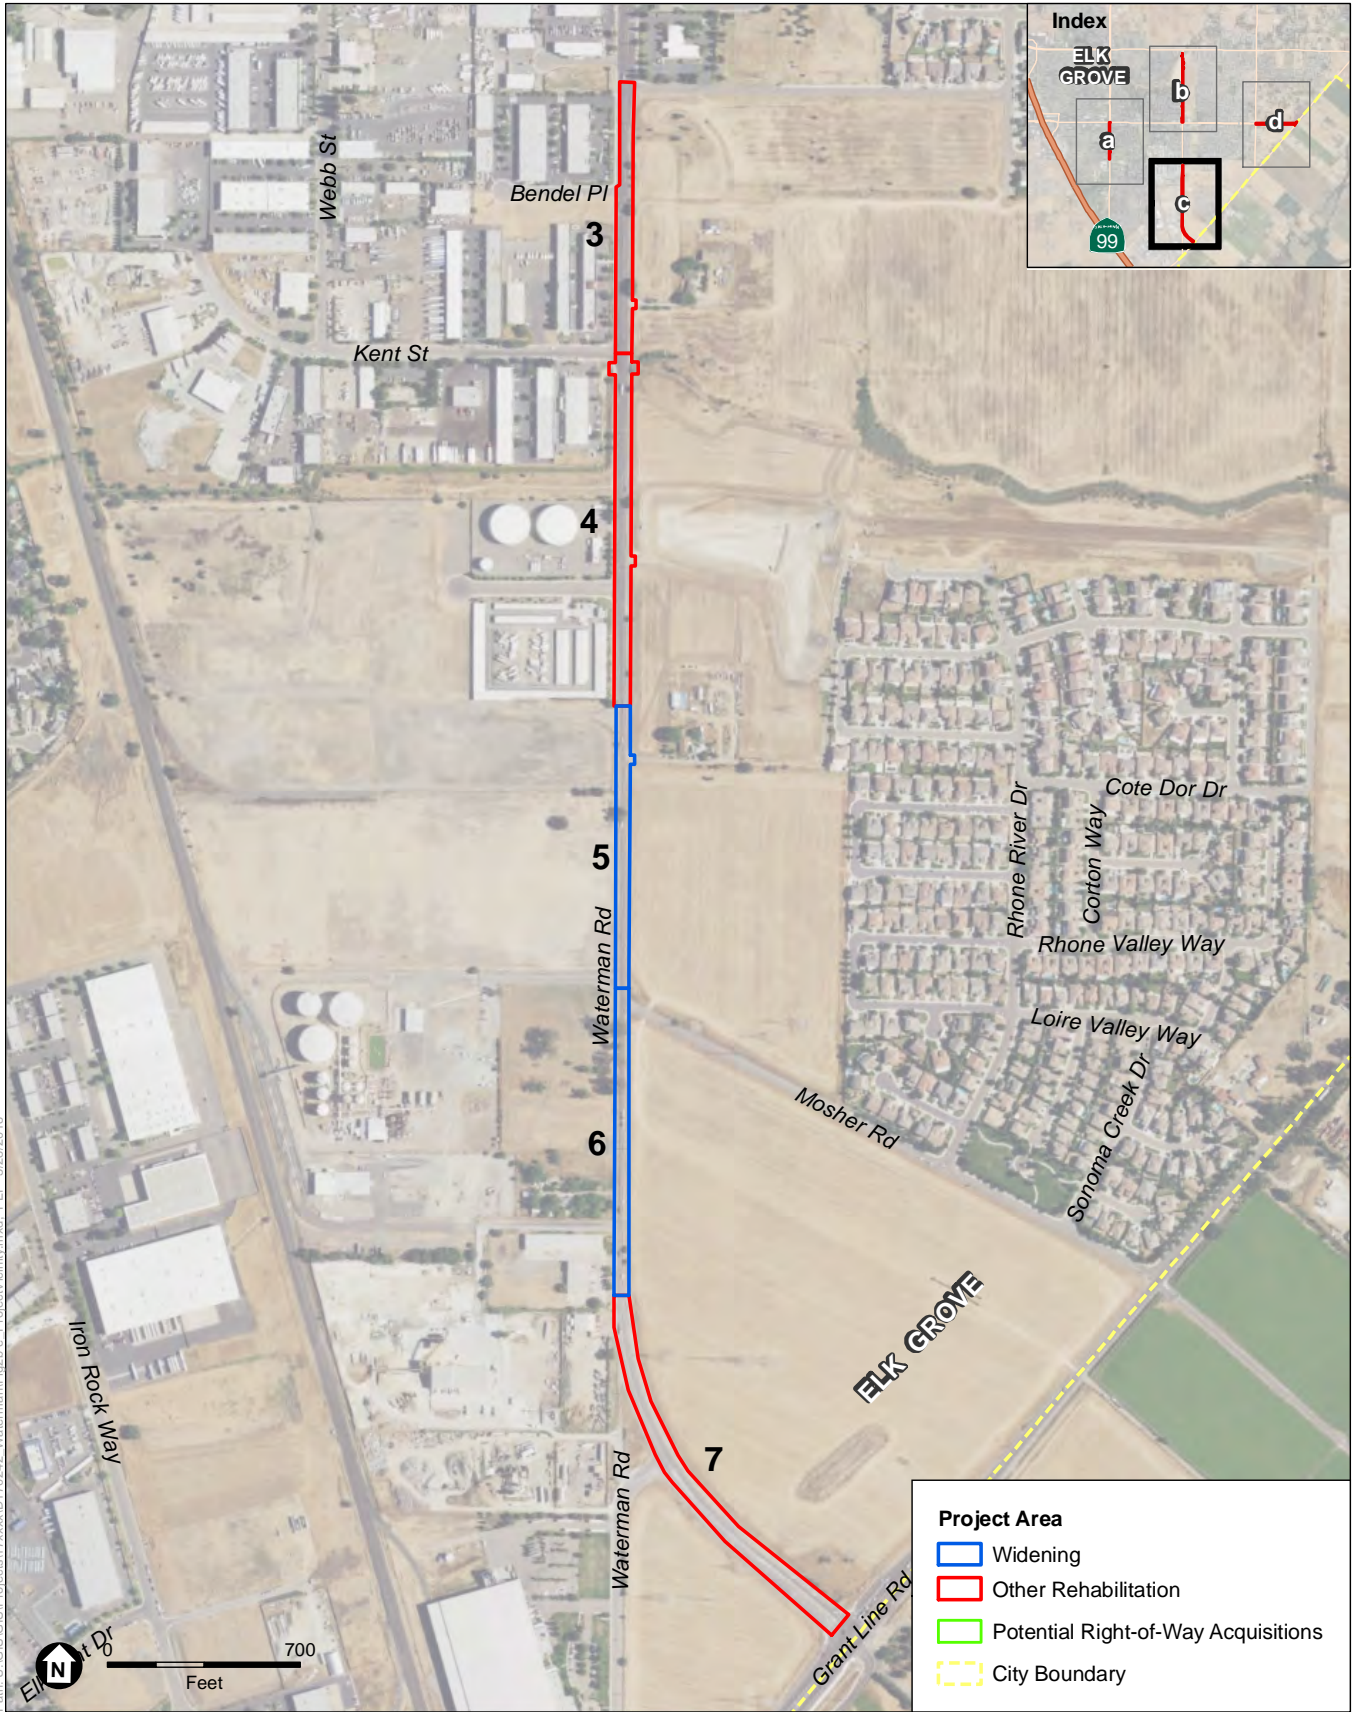 Index
ELK
GROVE
b
d
a
c
99
Webb St
Bendel Pl
3
Kent St
4
Cote Dor Dr
Rhone River Dr
Corton Way
5
Waterman Rd
Rhone Valley Way
Loire Valley Way
Mosher Rd
Sonoma Creek Dr
6
ELK GROVE
Iron Rock Way
7
Waterman Rd
Grant Line Rd
Project Area
Widening
Other Rehabilitation
Potential Right-of-Way Acquisitions
City Boundary
N
0 700
Feet